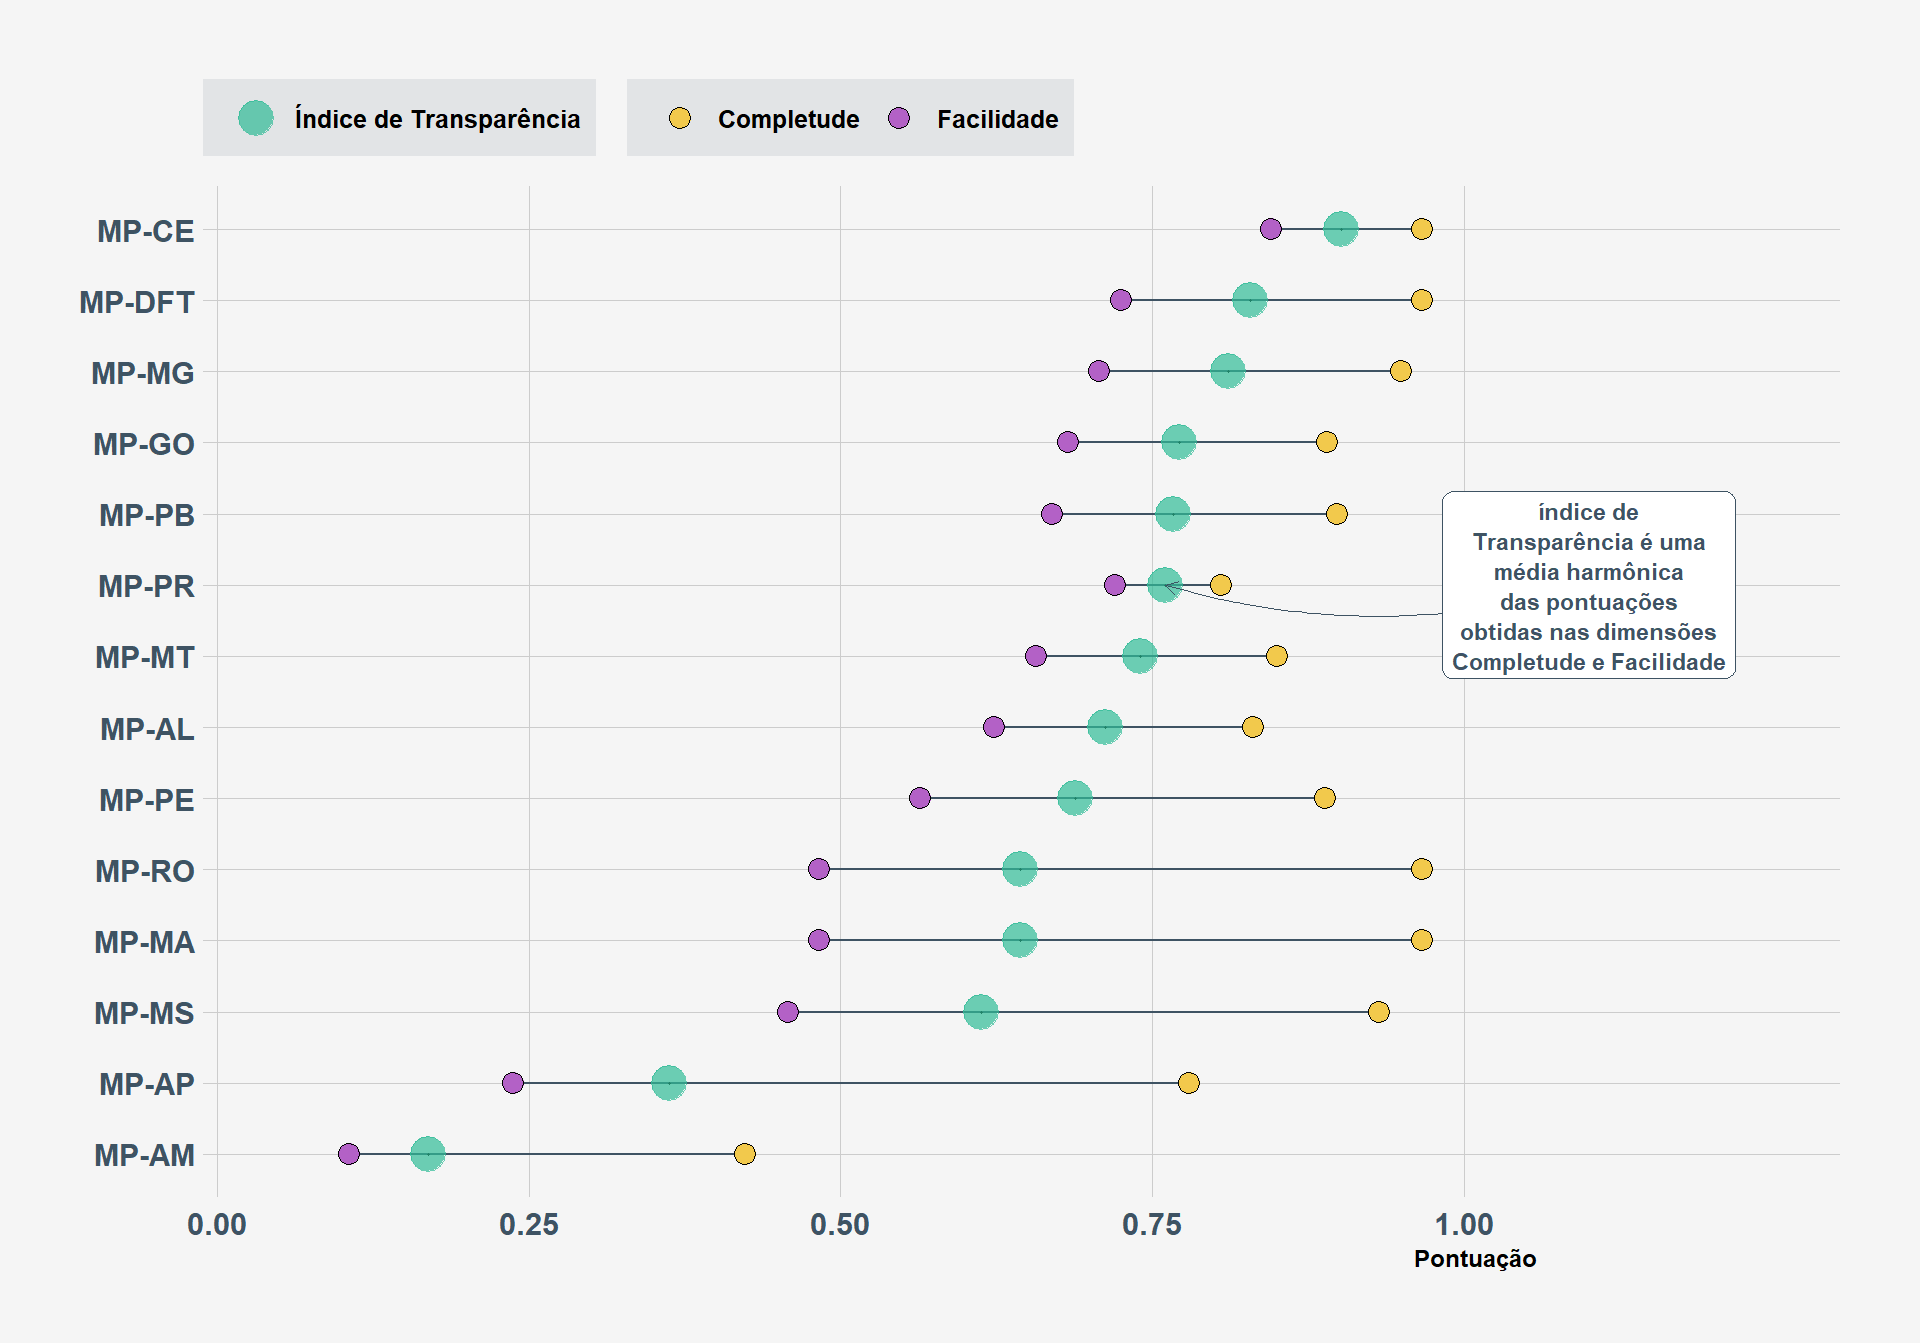 Índice de Transparência
Completude
Facilidade
MP-CE
MP-DFT
MP-MG
MP-GO
MP-PB
MP-PR
MP-MT
MP-AL
MP-PE
MP-RO
MP-MA
MP-MS
MP-AP
MP-AM
índice de
Transparência é uma
média harmônica
das pontuações
obtidas nas dimensões
Completude e Facilidade
0.00
0.25
0.50
0.75
1.00
Pontuação